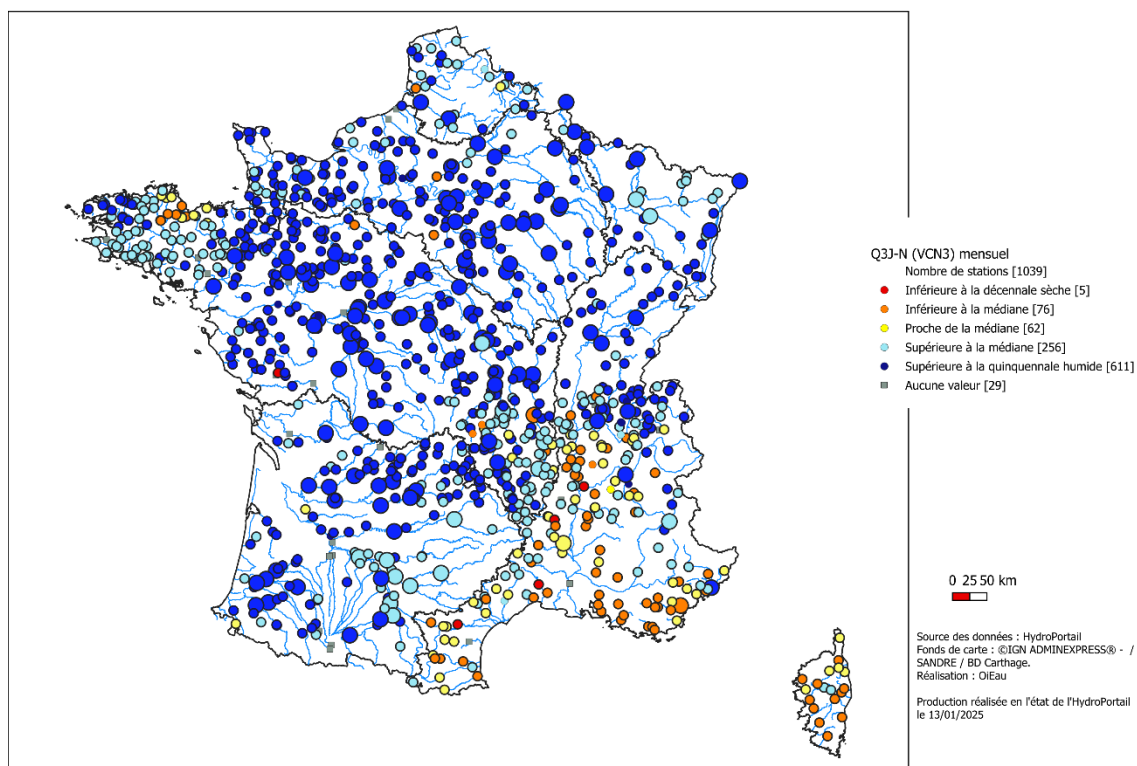 Q3J-N (VCN3) mensuel
Nombre de stations [1039]
Inférieure à la décennale sèche [5]
Inférieure à la médiane [76]
Proche de la médiane [62]
Supérieure à la médiane [256]
Supérieure à la quinquennale humide [611]
Aucune valeur [29]
0 25 50 km
Source des données : HydroPortail
Fonds de carte : ©IGN ADMINEXPRESS® - /
SANDRE / BD Carthage.
Réalisation : OiEau
Production réalisée en l'état de l'HydroPortail
le 13/01/2025